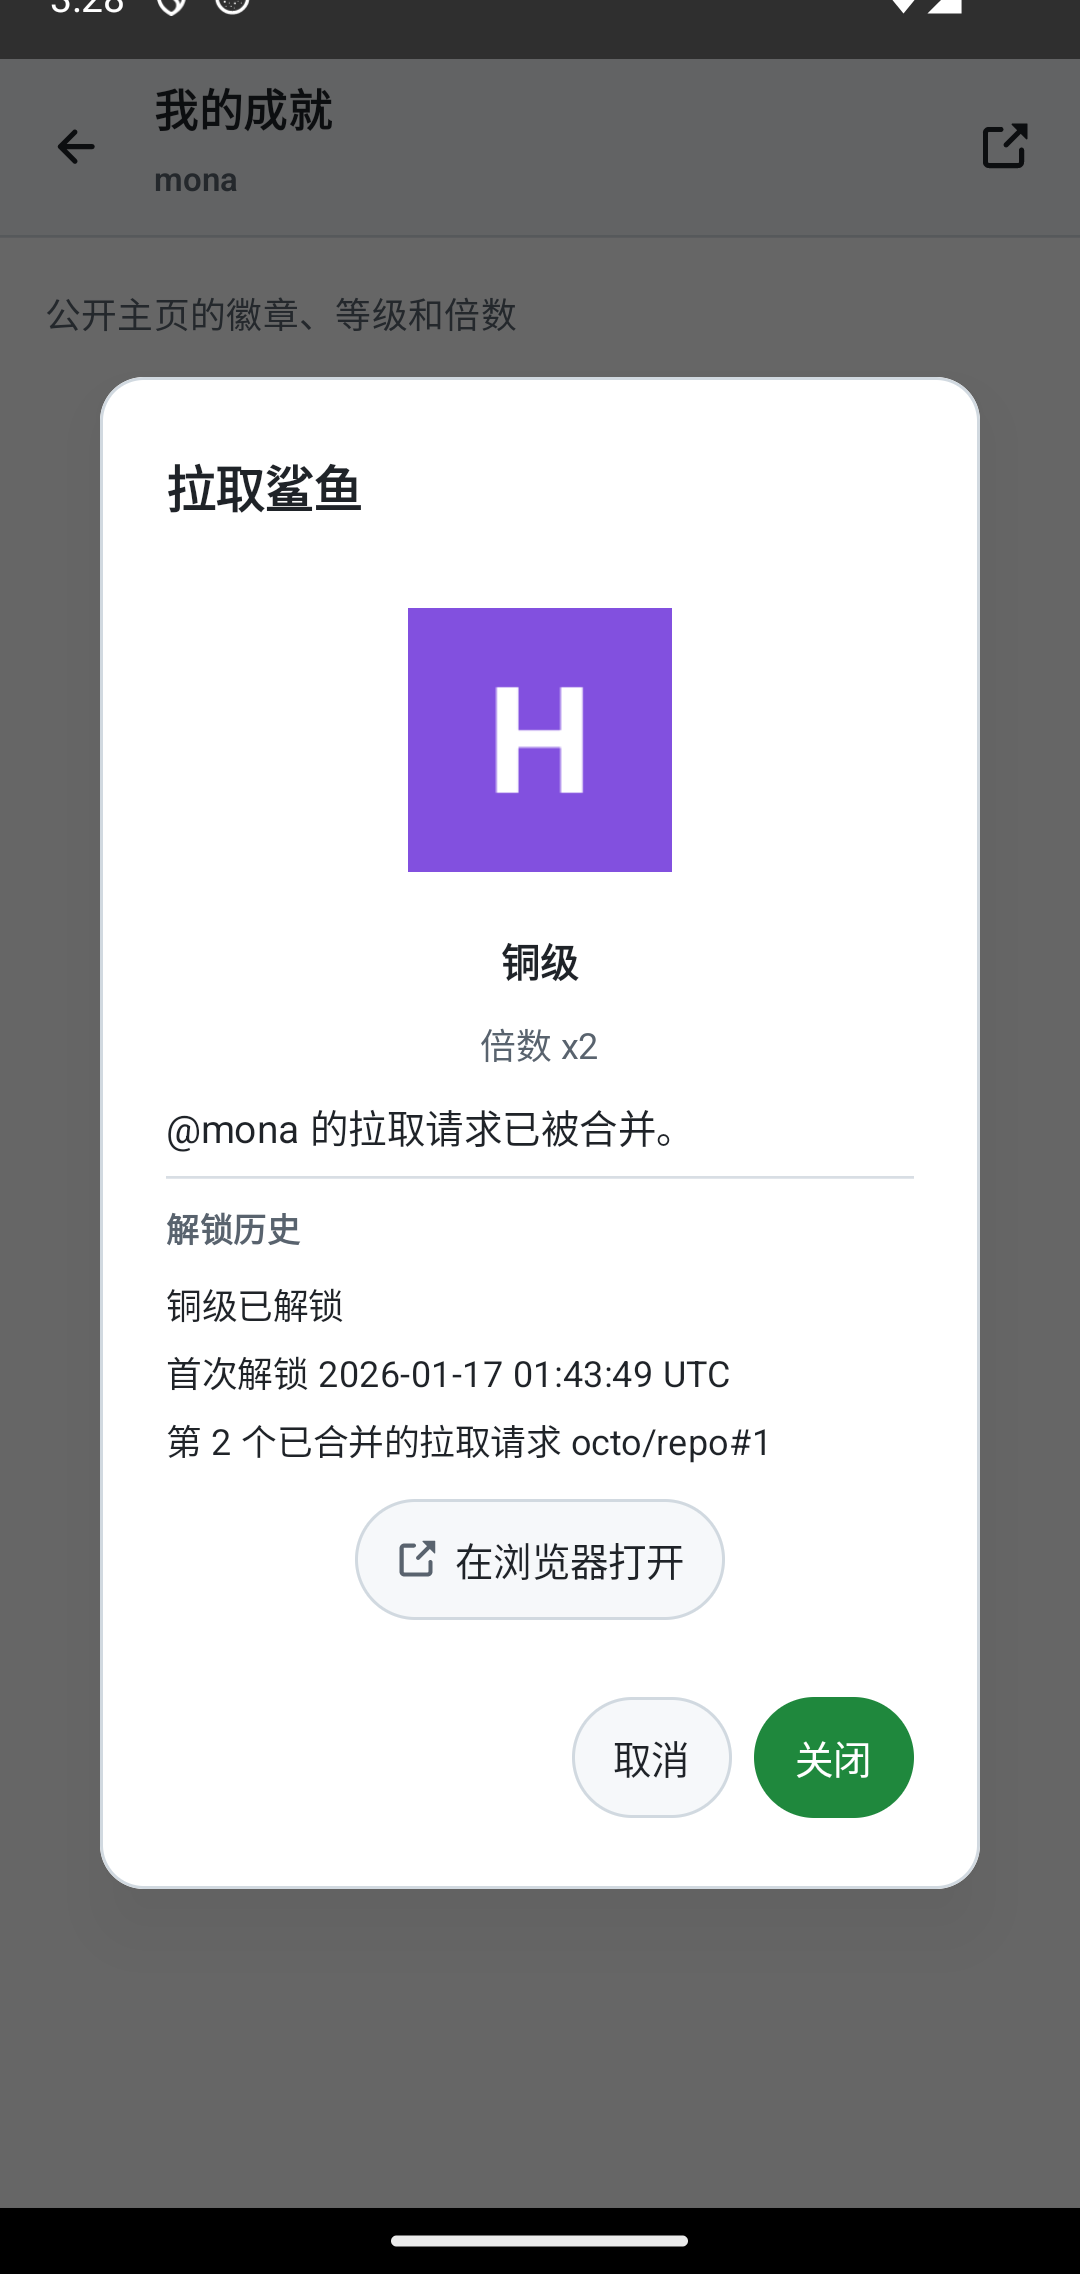 3:28
我的成就
mona
公开主页的徽章、等级和倍数
拉取鲨鱼
H
铜级
倍数 x2
@mona 的拉取请求已被合并。
解锁历史
铜级已解锁
首次解锁 2026-01-17 01:43:49 UTC
第 2 个已合并的拉取请求 octo/repo#1
在浏览器打开
取消
关闭